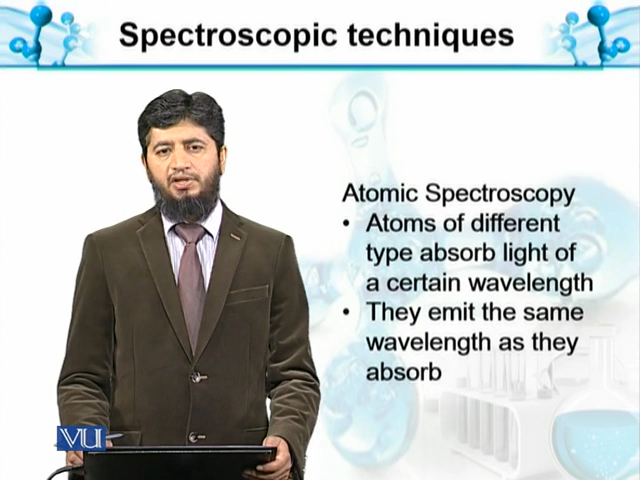 Spectroscopic techniques
Atomic Spectroscopy
• Atoms of different
type absorb light of
a certain wavelength
• They emit the same
wavelength as they
absorb
VU